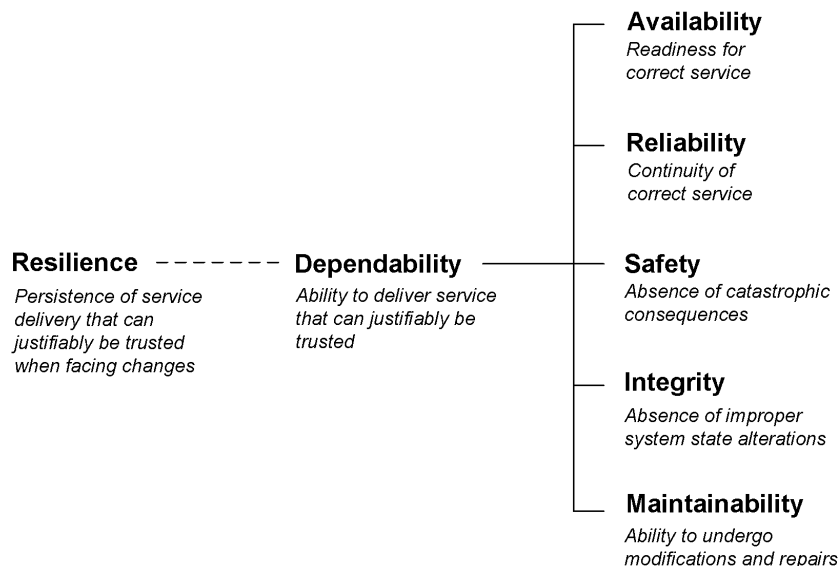 Availability
Readiness for
correct service
Reliability
Continuity of
correct service
Resilience
Persistence of service
delivery that can
justifiably be trusted
when facing changes
Dependability
Ability to deliver service
that can justifiably be
trusted
Safety
Absence of catastrophic
consequences
Integrity
Absence of improper
system state alterations
Maintainability
Ability to undergo
modifications and repairs